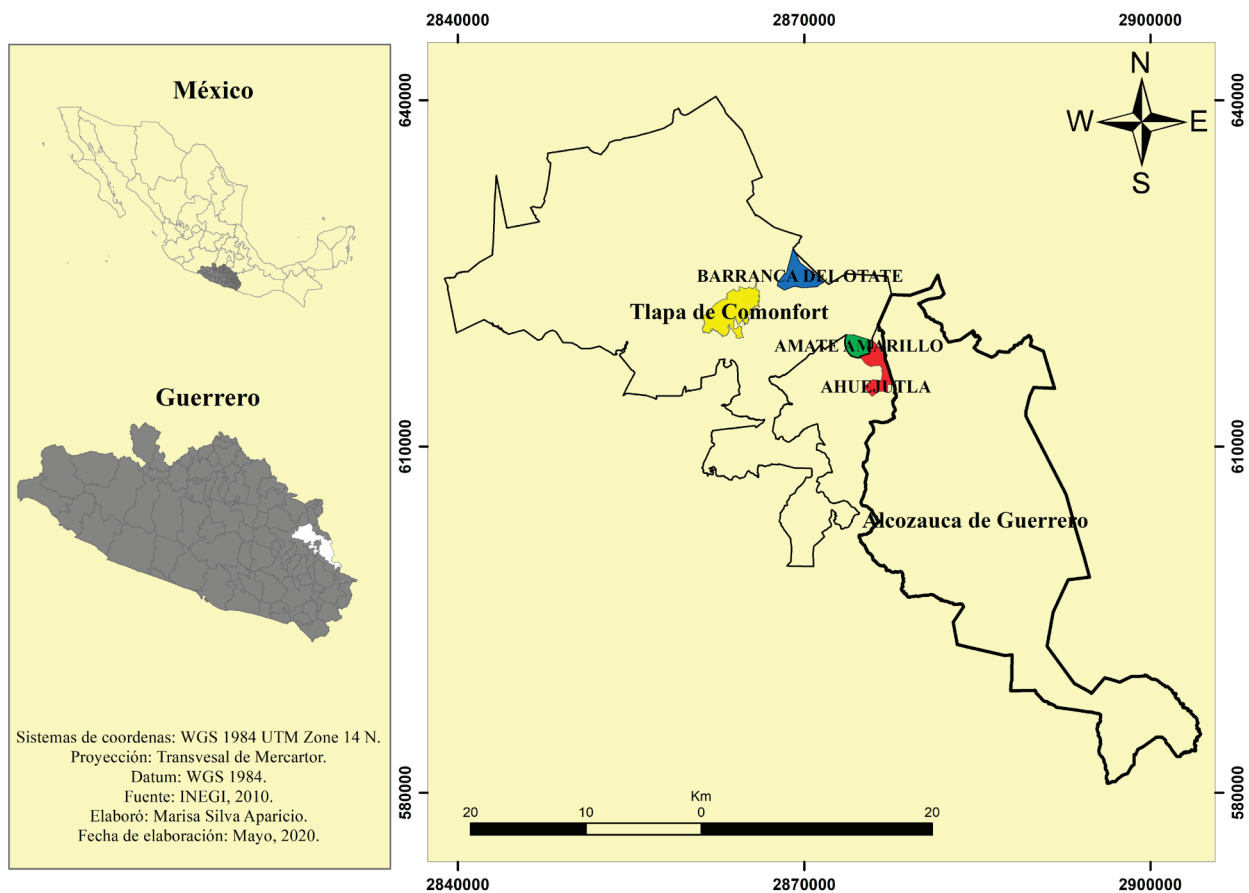 México
Guerrero
Sistemas de coordenas: WGS 1984 UTM Zone 14 N.
Proyección: Transvesal de Mercartor.
Datum: WGS 1984.
Fuente: INEGI, 2010.
Elaboró: Marisa Silva Aparicio.
Fecha de elaboración: Mayo, 2020.
2840000 2870000 2900000
640000 640000
N
W E
S
BARRANCA DEL OTATE
Tlapa de Comonfort
AMATE AMARILLO
AHUEJUTLA
610000 610000
Alcozauca de Guerrero
580000 580000
Km
20 10 0 20
2840000 2870000 2900000